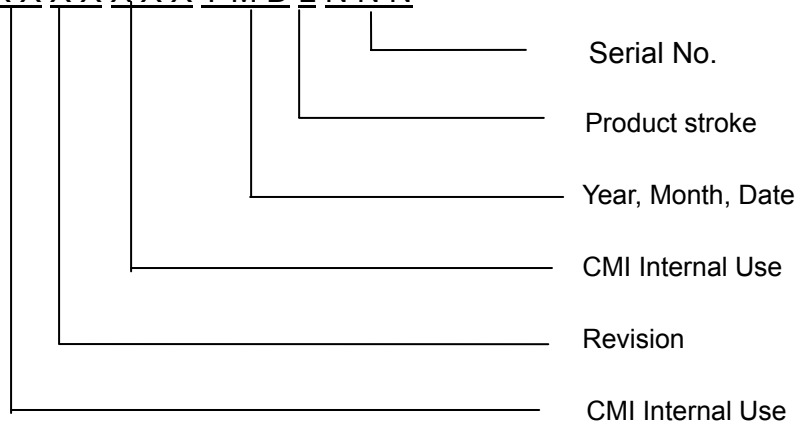 Serial No.
Product stroke
Year, Month, Date
CMI Internal Use
Revision
CMI Internal Use